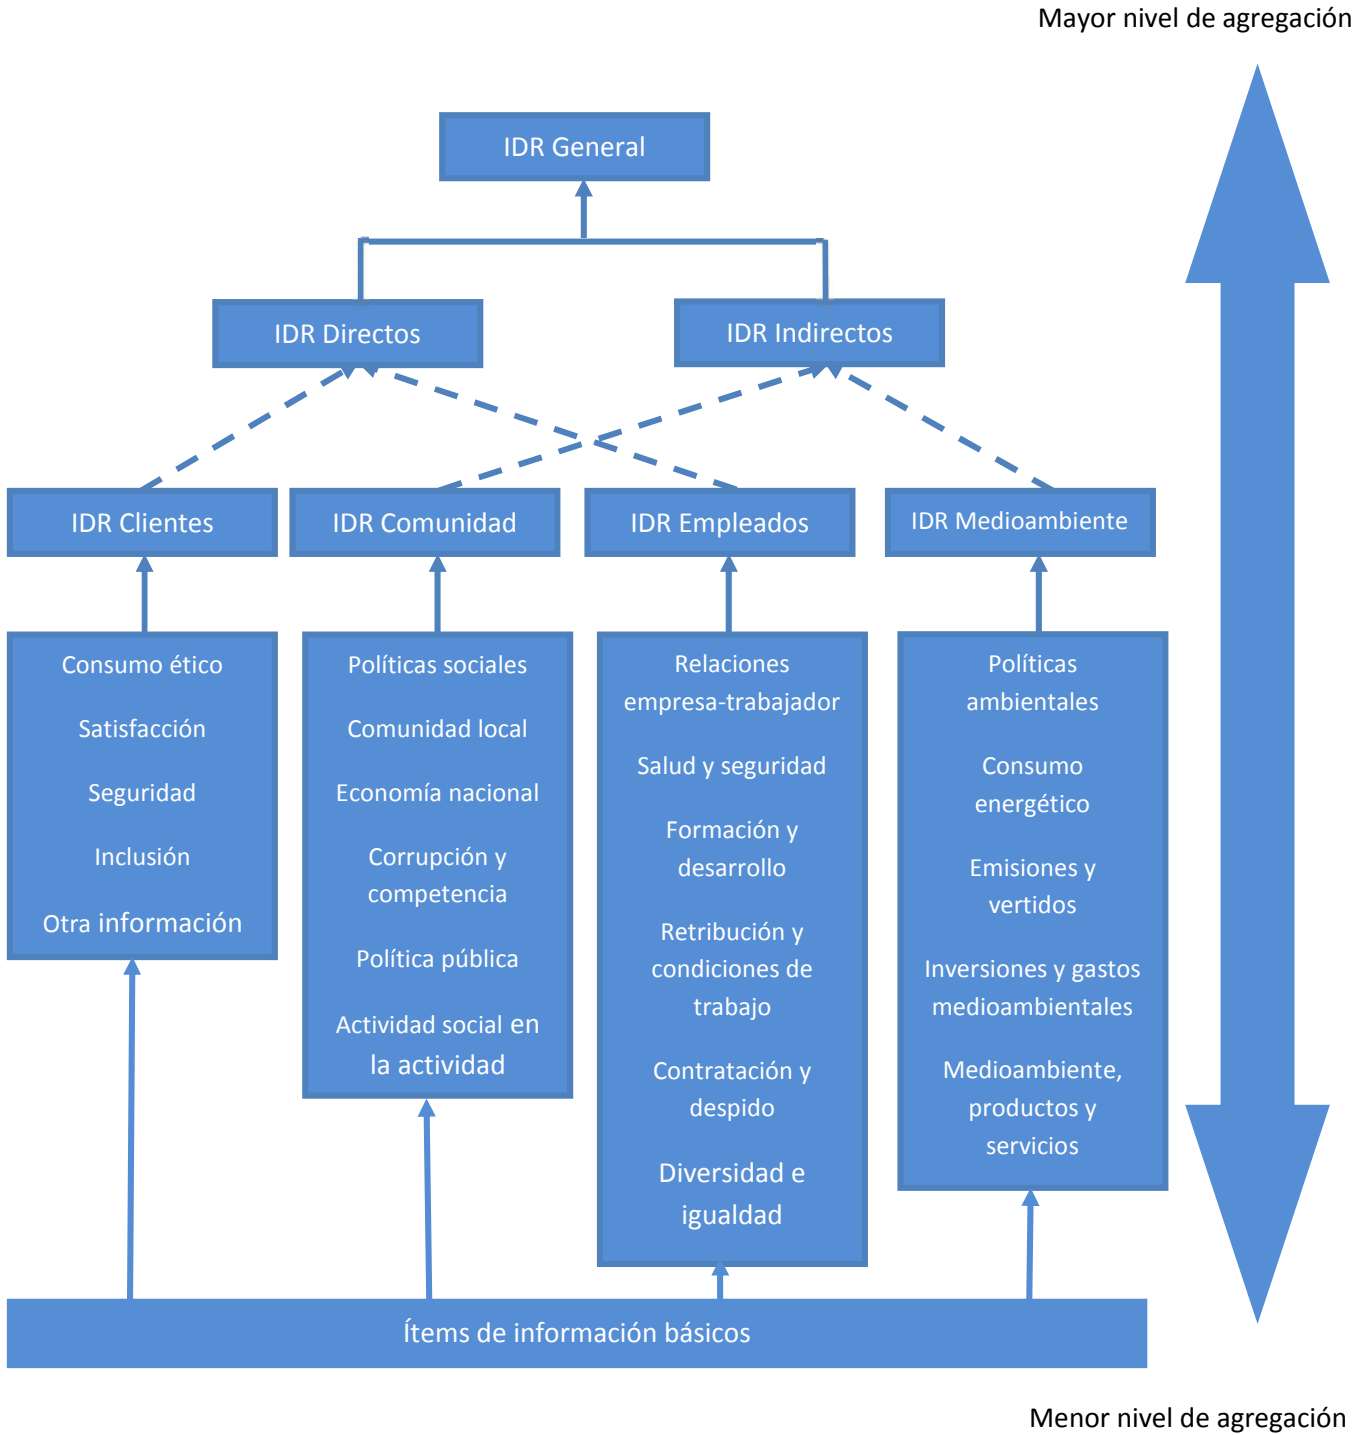 Mayor nivel de agregación
IDR General
IDR Directos
IDR Indirectos
IDR Clientes
IDR Comunidad
IDR Empleados
IDR Medioambiente
Consumo ético
Satisfacción
Seguridad
Inclusión
Otra información
Políticas sociales
Comunidad local
Economía nacional
Corrupción y
competencia
Política pública
Actividad social en
la actividad
Relaciones
empresa-trabajador
Salud y seguridad
Formación y
desarrollo
Retribución y
condiciones de
trabajo
Contratación y
despido
Diversidad e
igualdad
Políticas
ambientales
Consumo
energético
Emisiones y
vertidos
Inversiones y gastos
medioambientales
Medioambiente,
productos y
servicios
Ítems de información básicos
Menor nivel de agregación